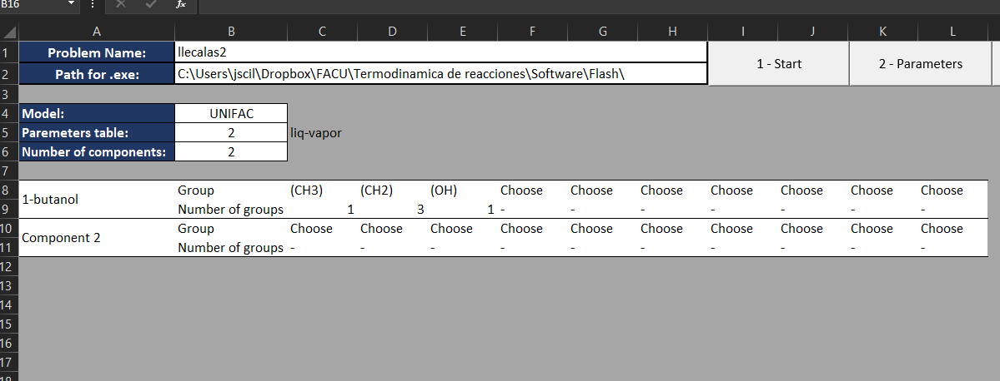 B16 fx
A B C D E F G H I J K L
1 Problem Name: llecalas2 1 - Start 2 - Parameters
2 Path for .exe: C:\Users\jscil\Dropbox\FACU\Termodinamica de reacciones\Software\Flash\
3
4 Model: UNIFAC
5 Paremeters table: 2 liq-vapor
6 Number of components: 2
7
8 1-butanol Group (CH3) (CH2) (OH) Choose Choose Choose Choose Choose Choose Choose
9 Number of groups 1 3 1 - - - - - - -
10 Component 2 Group Choose Choose Choose Choose Choose Choose Choose Choose Choose Choose
11 Number of groups - - - - - - - - - -
12
13
14
15
16
17
18